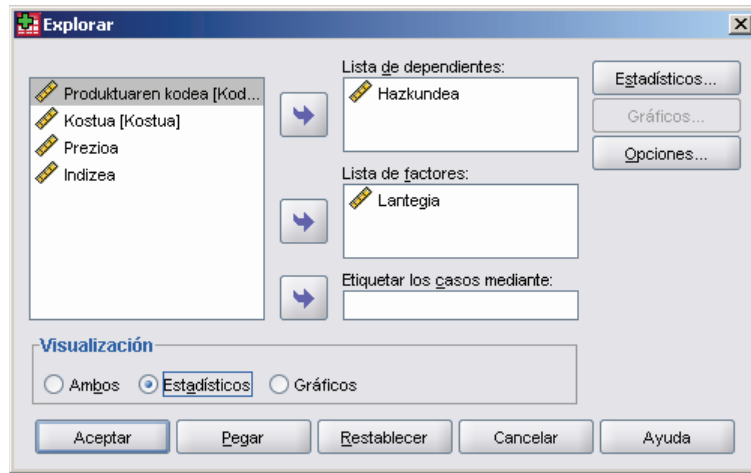 Explorar
Produktuaren kodea [Kod...
Kostua [Kostua]
Prezioa
Indizea
Lista de dependientes:
Hazkundea
Lista de factores:
Lantegia
Etiquetar los casos mediante:
Estadísticos...
Gráficos...
Opciones...
Visualización
Ambos Estadísticos Gráficos
Aceptar Pegar Restablecer Cancelar Ayuda